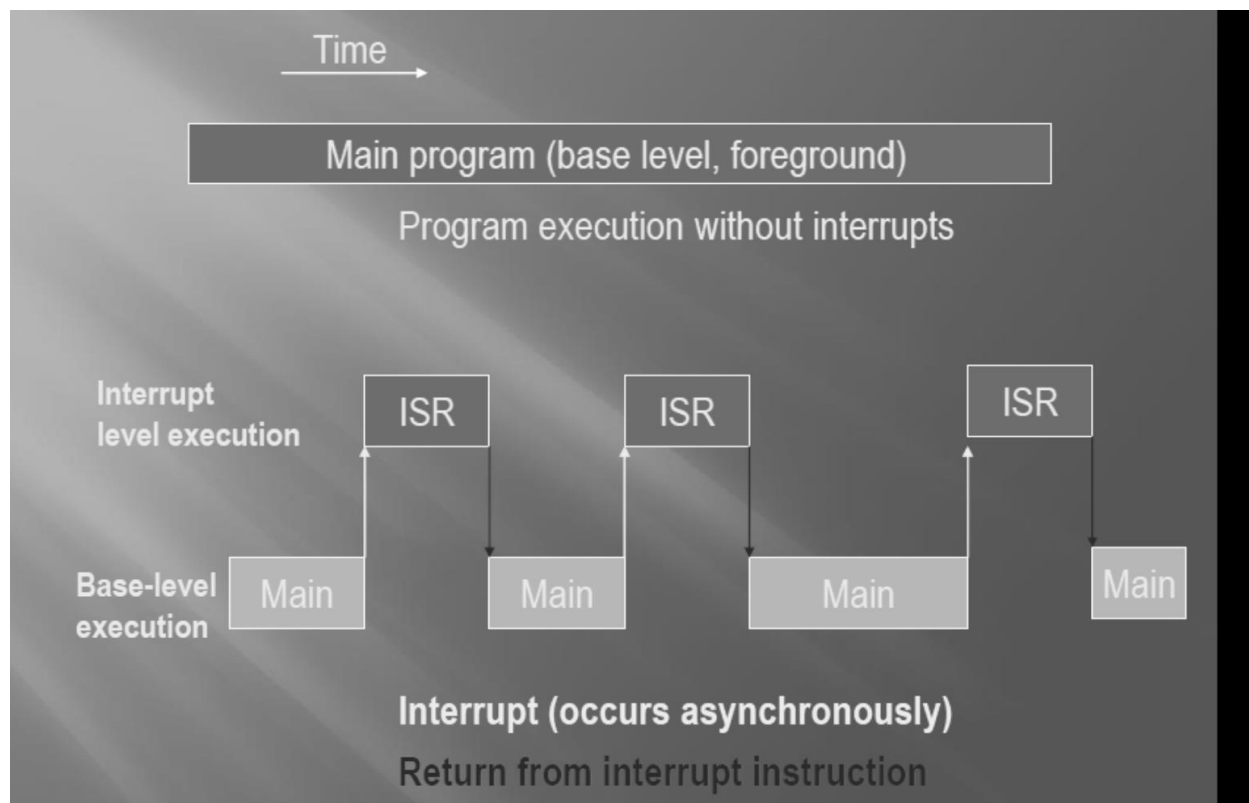 Time
Main program (base level, foreground)
Program execution without interrupts
Interrupt
level execution
ISR
ISR
ISR
Base-level
execution
Main
Main
Main
Main
Interrupt (occurs asynchronously)
Return from interrupt instruction